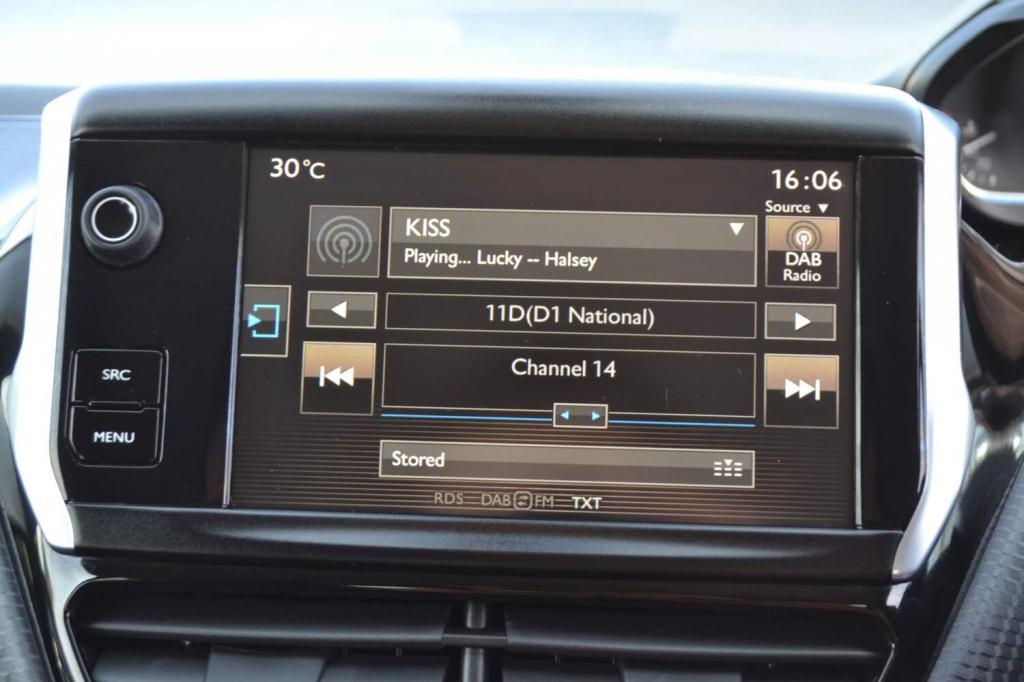 30°C
16:06
Source
KISS
Playing... Lucky -- Halsey
DAB
Radio
11D(D1 National)
Channel 14
SRC
MENU
Stored
RDS DAB FM TXT